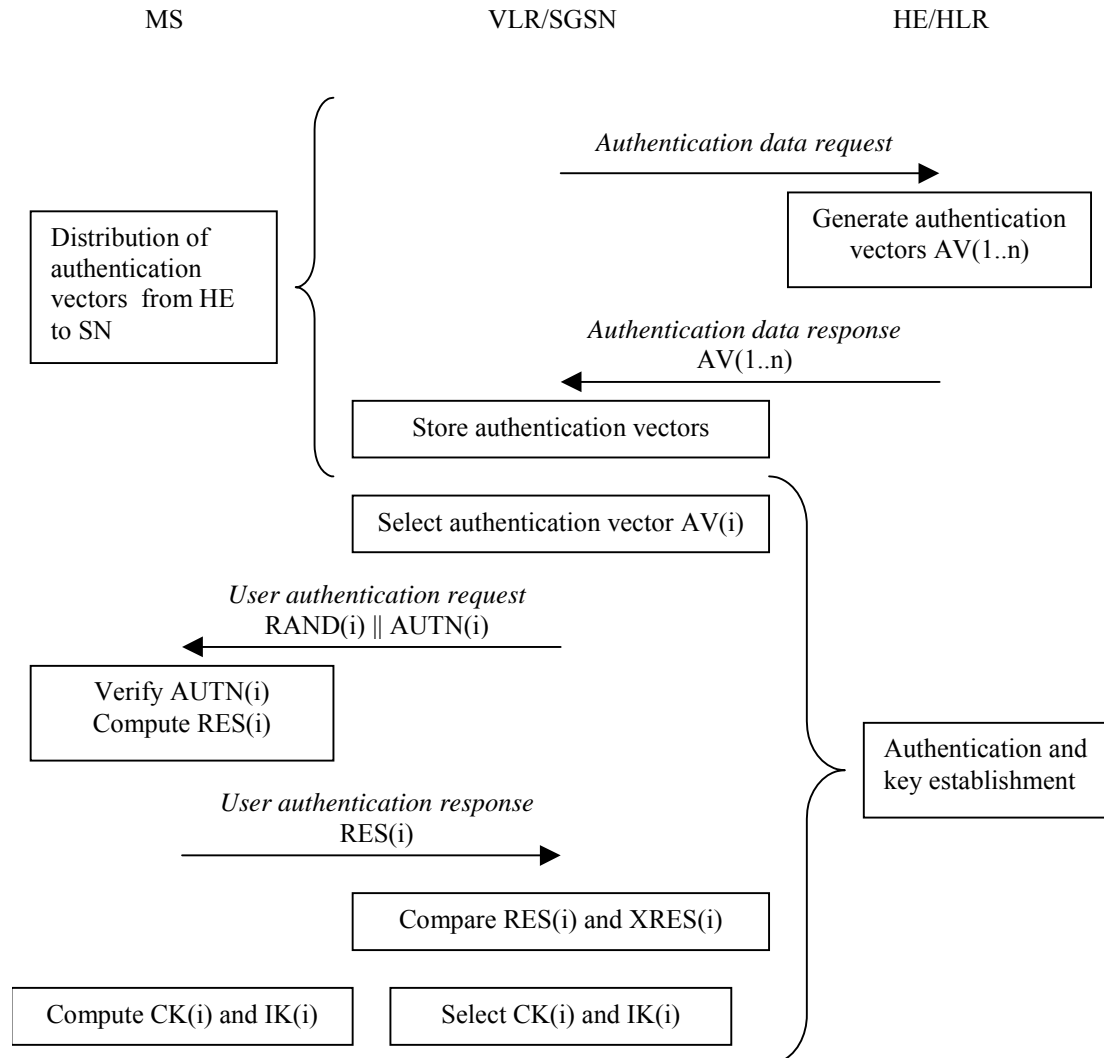 MS
VLR/SGSN
HE/HLR
Authentication data request
Generate authentication
vectors AV(1..n)
Distribution of
authentication
vectors from HE
to SN
Authentication data response
AV(1..n)
Store authentication vectors
Select authentication vector AV(i)
User authentication request
RAND(i) || AUTN(i)
Verify AUTN(i)
Compute RES(i)
Authentication and
key establishment
User authentication response
RES(i)
Compare RES(i) and XRES(i)
Compute CK(i) and IK(i)
Select CK(i) and IK(i)